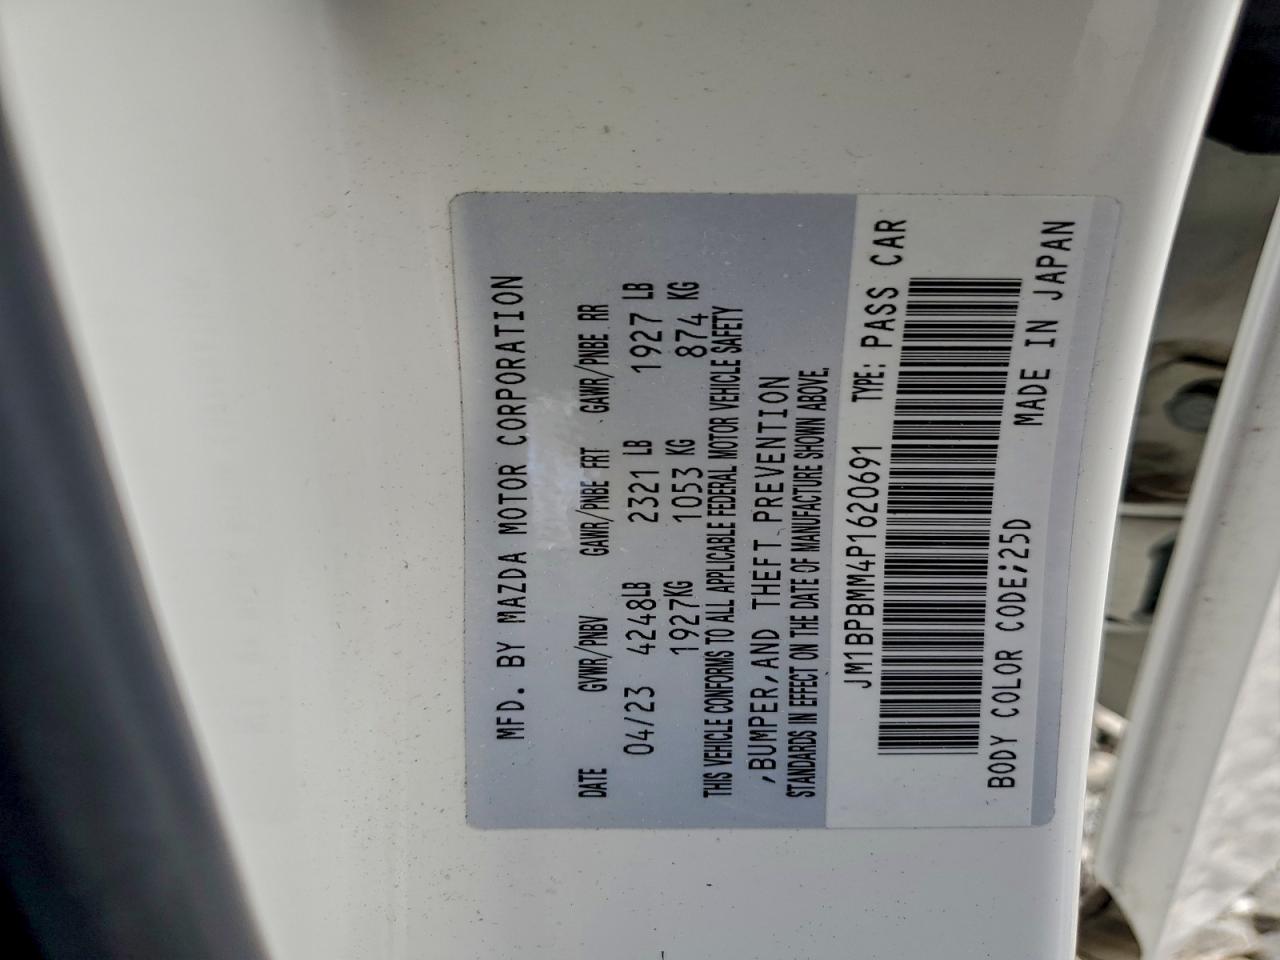 MFD. BY MAZDA MOTOR CORPORATION
DATE GVWR/PNBV GAWR/PNBE FRT GAWR/PNBE RR
04/23 4248LB 2321 LB 1927 LB
1927KG 1053 KG 874 KG
THIS VEHICLE CONFORMS TO ALL APPLICABLE FEDERAL MOTOR VEHICLE SAFETY
,BUMPER,AND THEFT PREVENTION
STANDARDS IN EFFECT ON THE DATE OF MANUFACTURE SHOWN ABOVE.
JM1BPBMM4P1620691 TYPE: PASS CAR
BODY COLOR CODE;25D MADE IN JAPAN